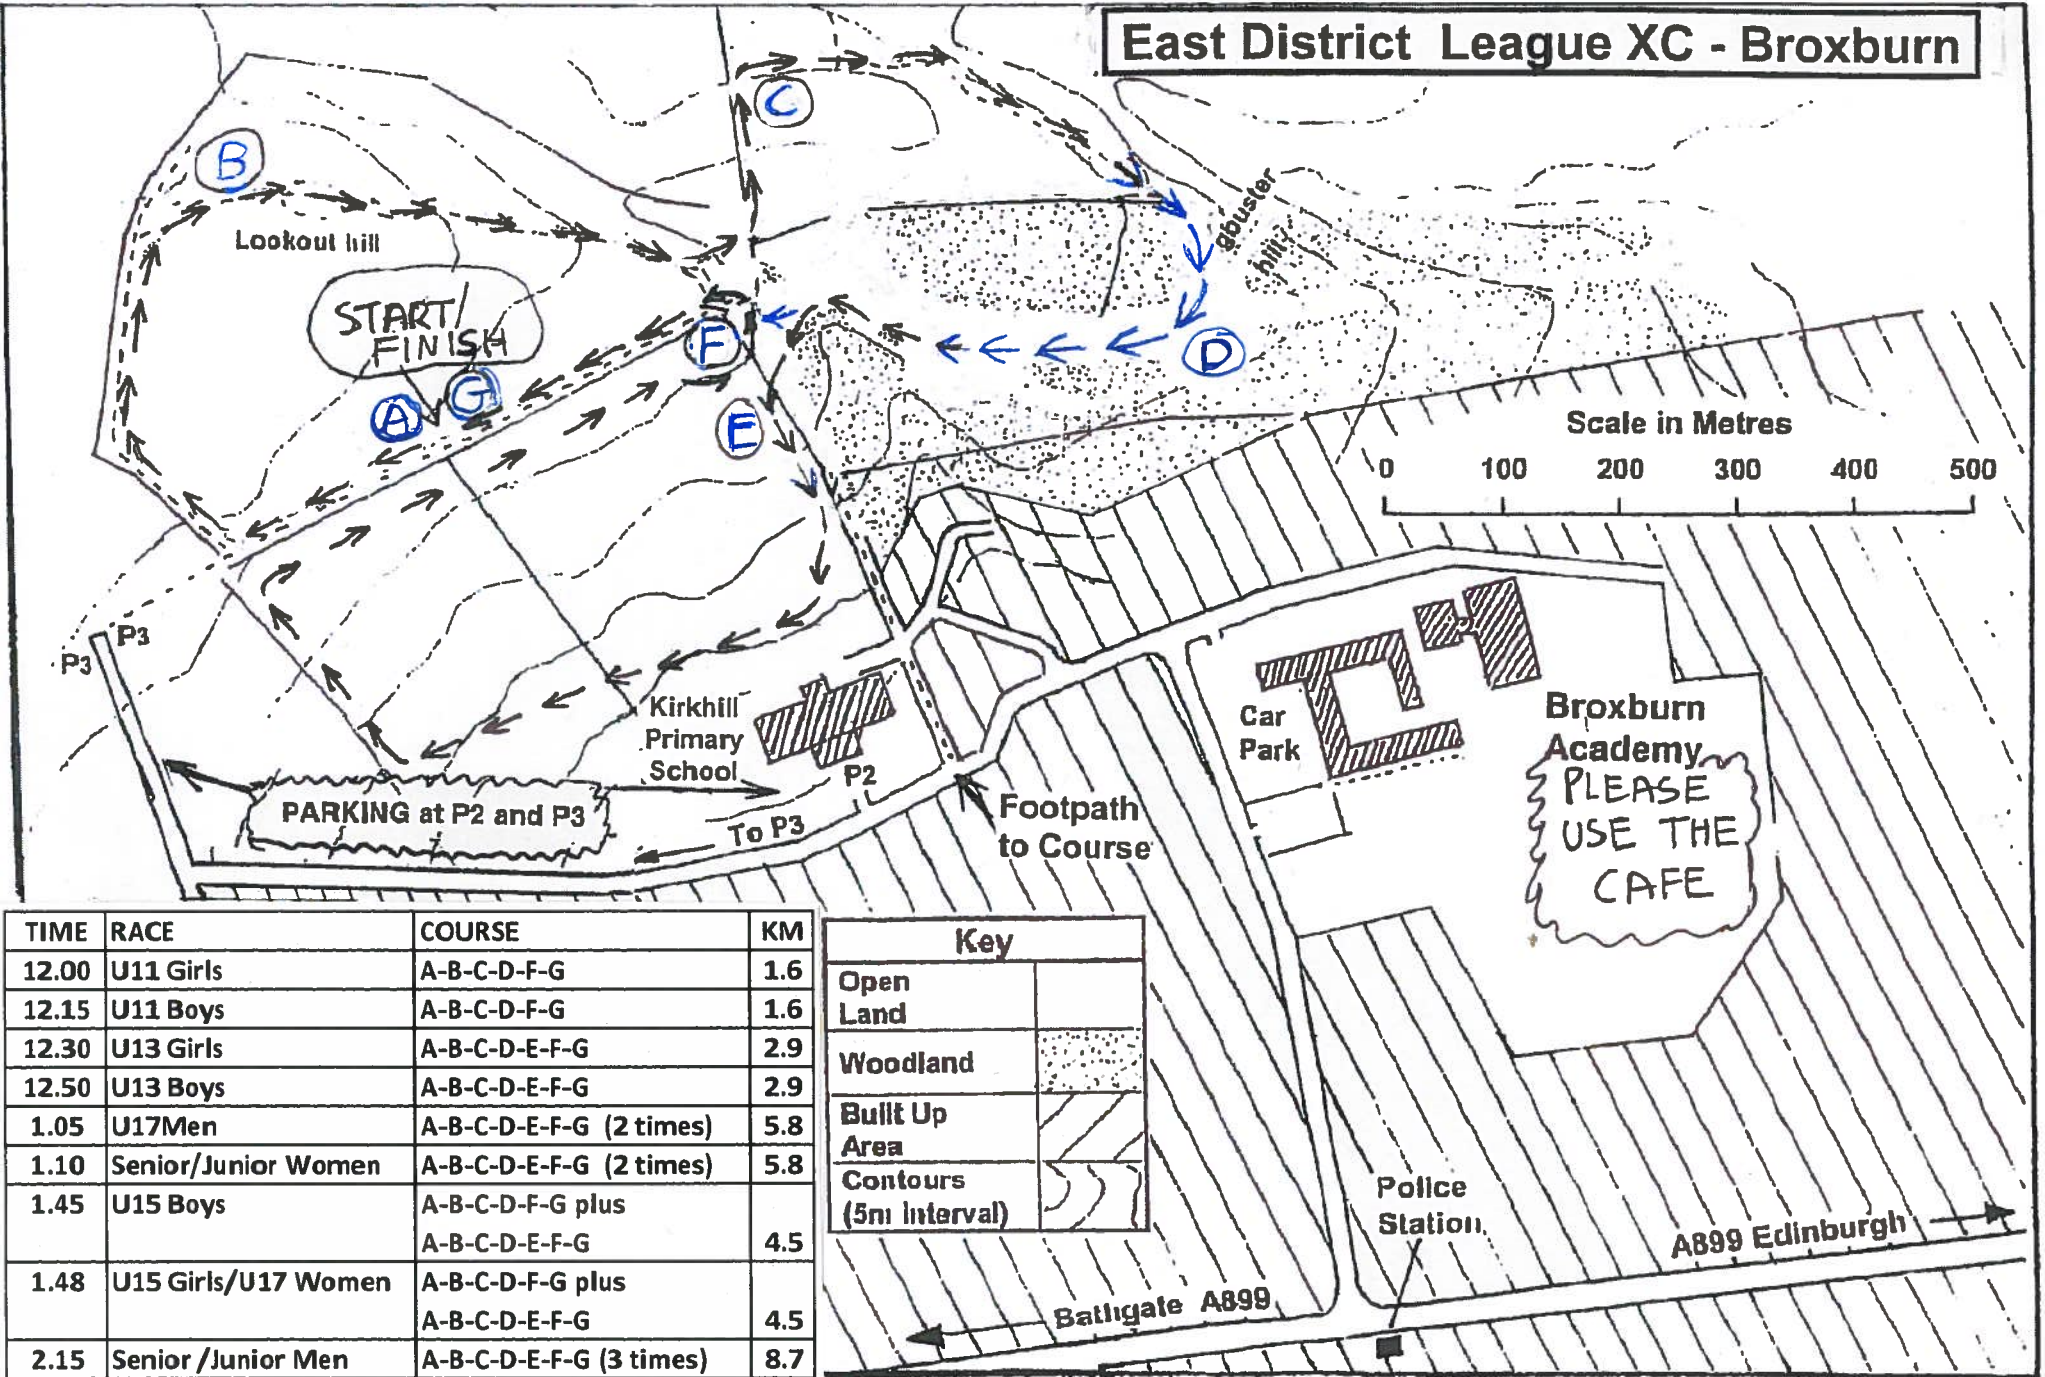 East District League XC - Broxburn
C
B
Lookout hill
gbuster
hilly
START/
FINISH
F
D
A
G
E
Scale in Metres
0 100 200 300 400 500
P3
P3
Kirkhill
Primary
School
P2
PARKING at P2 and P3
To P3
Footpath
to Course
Car
Park
Broxburn
Academy
PLEASE
USE THE
CAFE
TIME RACE COURSE KM
12.00 U11 Girls A-B-C-D-F-G 1.6
12.15 U11 Boys A-B-C-D-F-G 1.6
12.30 U13 Girls A-B-C-D-E-F-G 2.9
12.50 U13 Boys A-B-C-D-E-F-G 2.9
1.05 U17Men A-B-C-D-E-F-G (2 times) 5.8
1.10 Senior/Junior Women A-B-C-D-E-F-G (2 times) 5.8
1.45 U15 Boys A-B-C-D-F-G plus
A-B-C-D-E-F-G 4.5
1.48 U15 Girls/U17 Women A-B-C-D-F-G plus
A-B-C-D-E-F-G 4.5
2.15 Senior /Junior Men A-B-C-D-E-F-G (3 times) 8.7
Key
Open
Land
Woodland
Built Up
Area
Contours
(5m interval)
Police
Station
A899 Edinburgh
Bathgate A899